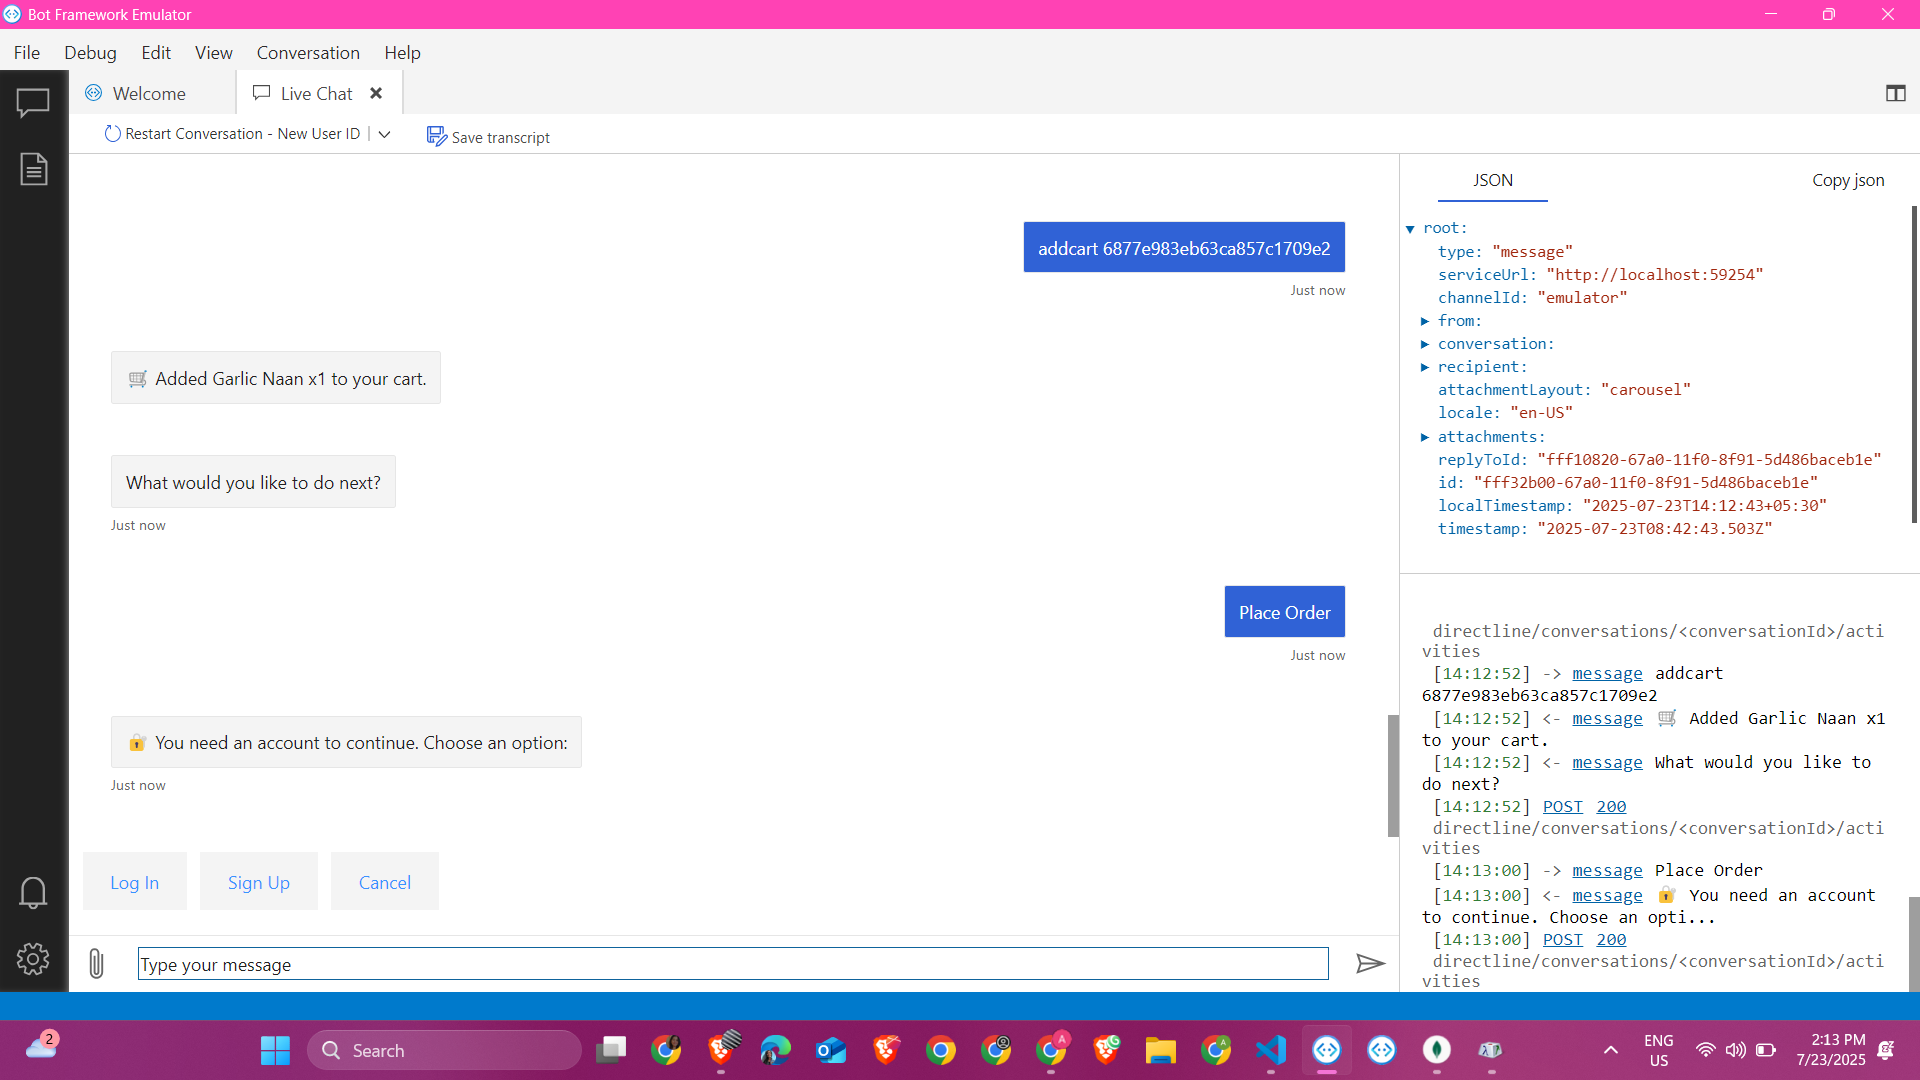 Bot Framework Emulator
File Debug Edit View Conversation Help
Welcome
Live Chat
Restart Conversation - New User ID
Save transcript
addcart 6877e983eb63ca857c1709e2
Just now
🛒 Added Garlic Naan x1 to your cart.
What would you like to do next?
Just now
Place Order
Just now
🔐 You need an account to continue. Choose an option:
Just now
Log In
Sign Up
Cancel
Type your message
JSON
Copy json
root:
type: "message"
serviceUrl: "http://localhost:59254"
channelId: "emulator"
from:
conversation:
recipient:
attachmentLayout: "carousel"
locale: "en-US"
attachments:
replyToId: "fff10820-67a0-11f0-8f91-5d486baceb1e"
id: "fff32b00-67a0-11f0-8f91-5d486baceb1e"
localTimestamp: "2025-07-23T14:12:43+05:30"
timestamp: "2025-07-23T08:42:43.503Z"
directline/conversations/<conversationId>/acti
vities
[14:12:52] -> message addcart
6877e983eb63ca857c1709e2
[14:12:52] <- message 🛒 Added Garlic Naan x1
to your cart.
[14:12:52] <- message What would you like to
do next?
[14:12:52] POST 200
directline/conversations/<conversationId>/acti
vities
[14:13:00] -> message Place Order
[14:13:00] <- message 🔐 You need an account
to continue. Choose an opti...
[14:13:00] POST 200
directline/conversations/<conversationId>/acti
vities
2
Search
ENG
US
2:13 PM
7/23/2025